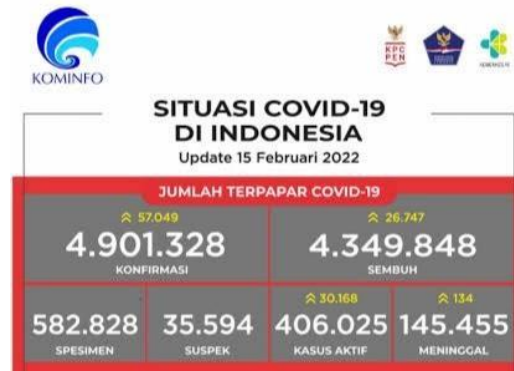 KOMINFO
KPC
PEN
SITUASI COVID-19
DI INDONESIA
Update 15 Februari 2022
JUMLAH TERPAPAR COVID-19
57.049
4.901.328
KONFIRMASI
26.747
4.349.848
SEMBUH
582.828
SPESIMEN
35.594
SUSPEK
30.168
406.025
KASUS AKTIF
134
145.455
MENINGGAL